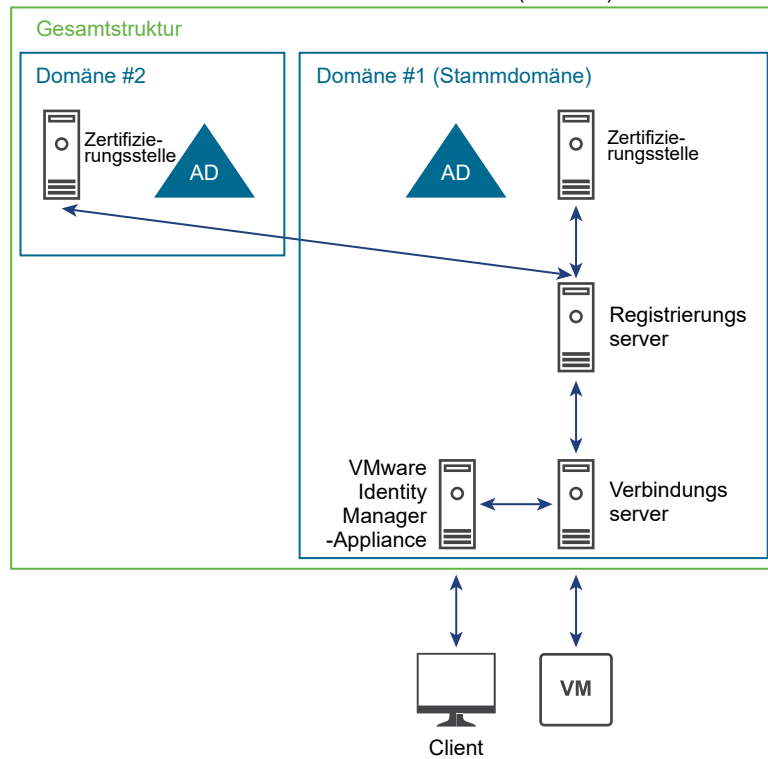 Gesamtstruktur
Domäne #2
Domäne #1 (Stammdomäne)
Zertifizie-
rungsstelle
AD
AD
Zertifizie-
rungsstelle
Registrierungs
server
VMware
Identity
Manager
-Appliance
Verbindungs
server
VM
Client